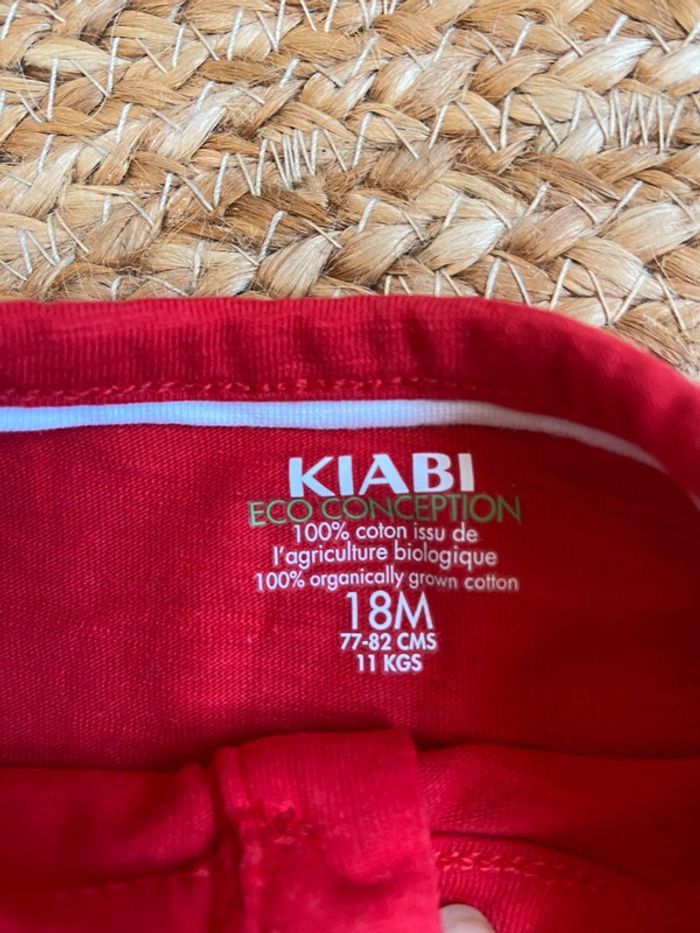 KIABI
ECO CONCEPTION
100% coton issu de
l'agriculture biologique
100% organically grown cotton
18M
77-82 CMS
11 KGS